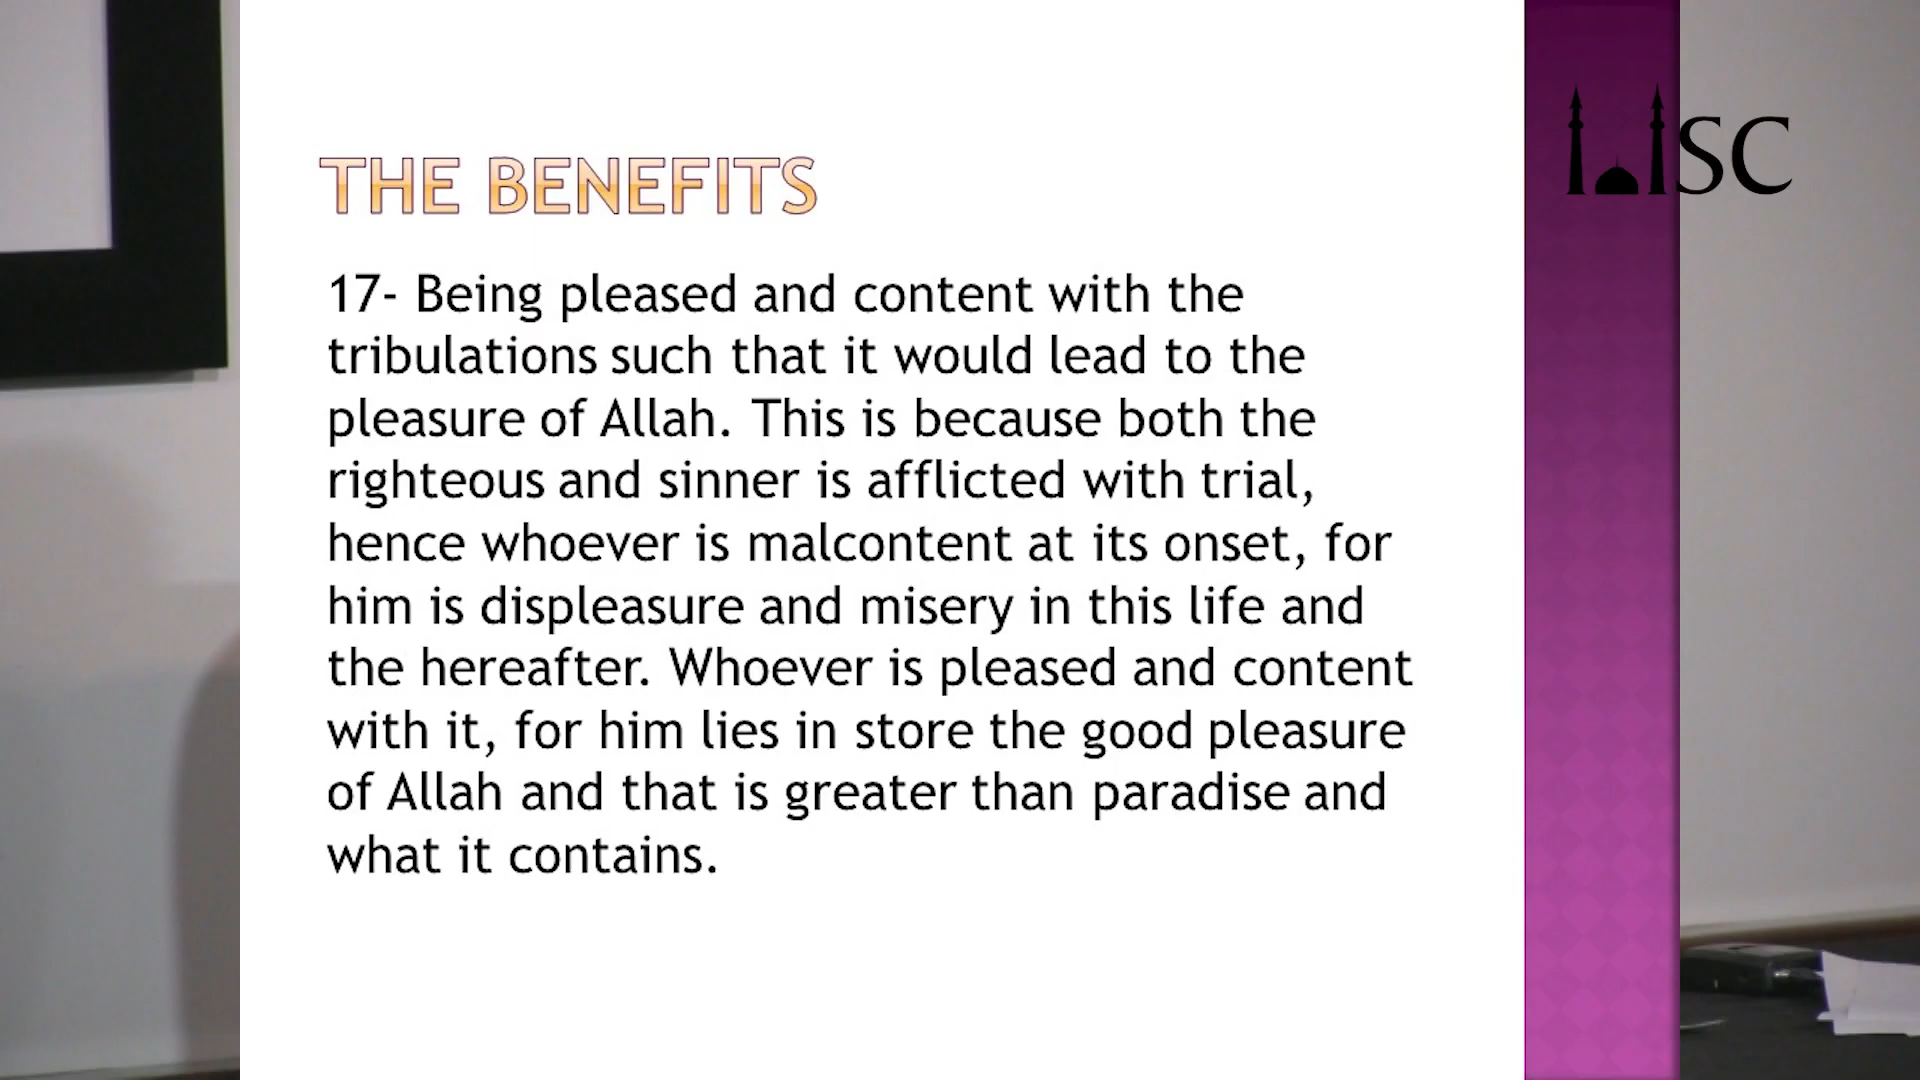 THE BENEFITS
17- Being pleased and content with the
tribulations such that it would lead to the
pleasure of Allah. This is because both the
righteous and sinner is afflicted with trial,
hence whoever is malcontent at its onset, for
him is displeasure and misery in this life and
the hereafter. Whoever is pleased and content
with it, for him lies in store the good pleasure
of Allah and that is greater than paradise and
what it contains.
ISC